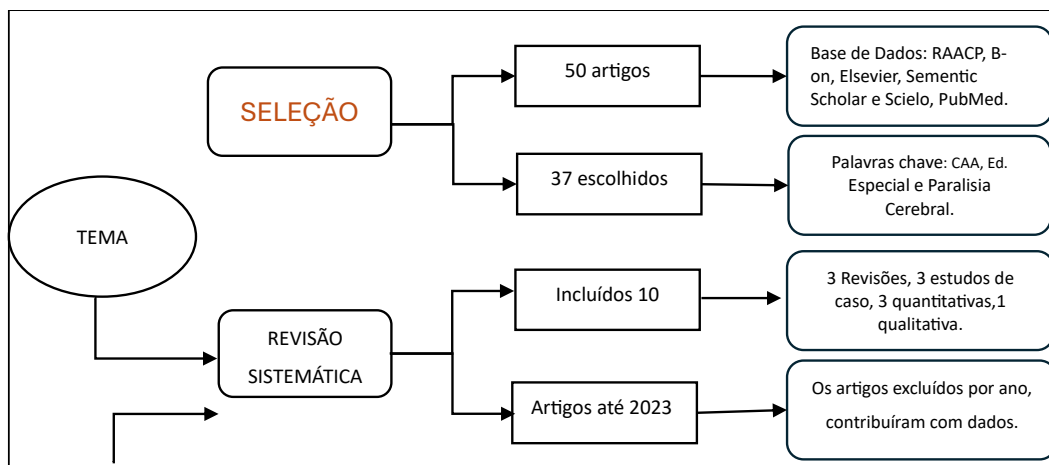 SELEÇÃO
50 artigos
Base de Dados: RAACP, B-
on, Elsevier, Sementic
Scholar e Scielo, PubMed.
37 escolhidos
Palavras chave: CAA, Ed.
Especial e Paralisia
Cerebral.
TEMA
REVISÃO
SISTEMÁTICA
Incluídos 10
3 Revisões, 3 estudos de
caso, 3 quantitativas,1
qualitativa.
Artigos até 2023
Os artigos excluídos por ano,
contribuíram com dados.